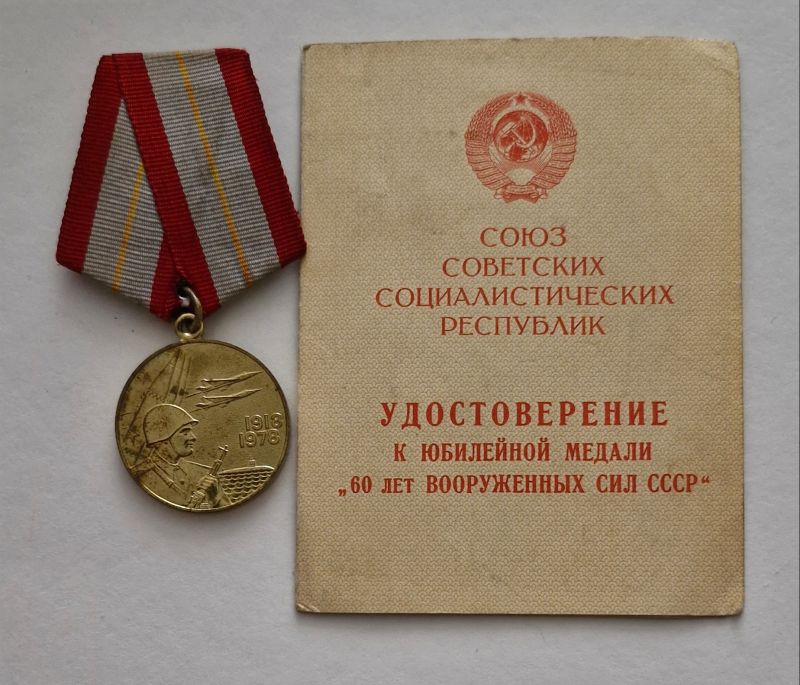 1918
1978
СОЮЗ
СОВЕТСКИХ
СОЦИАЛИСТИЧЕСКИХ
РЕСПУБЛИК
УДОСТОВЕРЕНИЕ
К ЮБИЛЕЙНОЙ МЕДАЛИ
„60 лет ВООРУЖЕННЫХ СИЛ СССР“